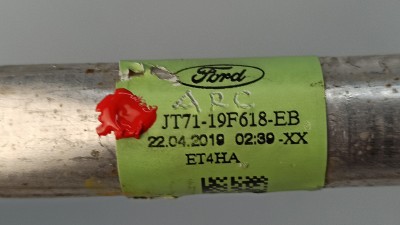 Ford
ARC
JT71-19F618-EB
22.04.2019 02:39-XX
ET4HA